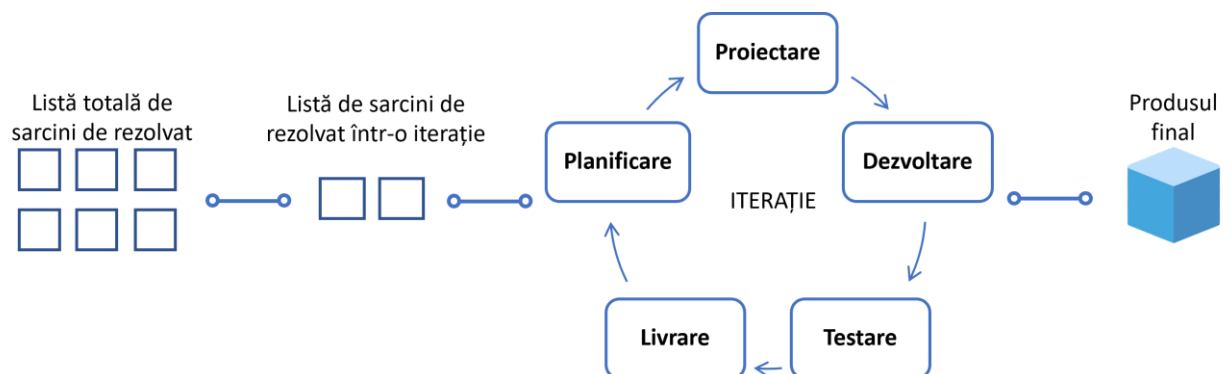 Listă totală de
sarcini de rezolvat
Listă de sarcini de
rezolvat într-o iterație
Proiectare
Planificare
Dezvoltare
ITERAȚIE
Livrare
Testare
Produsul
final